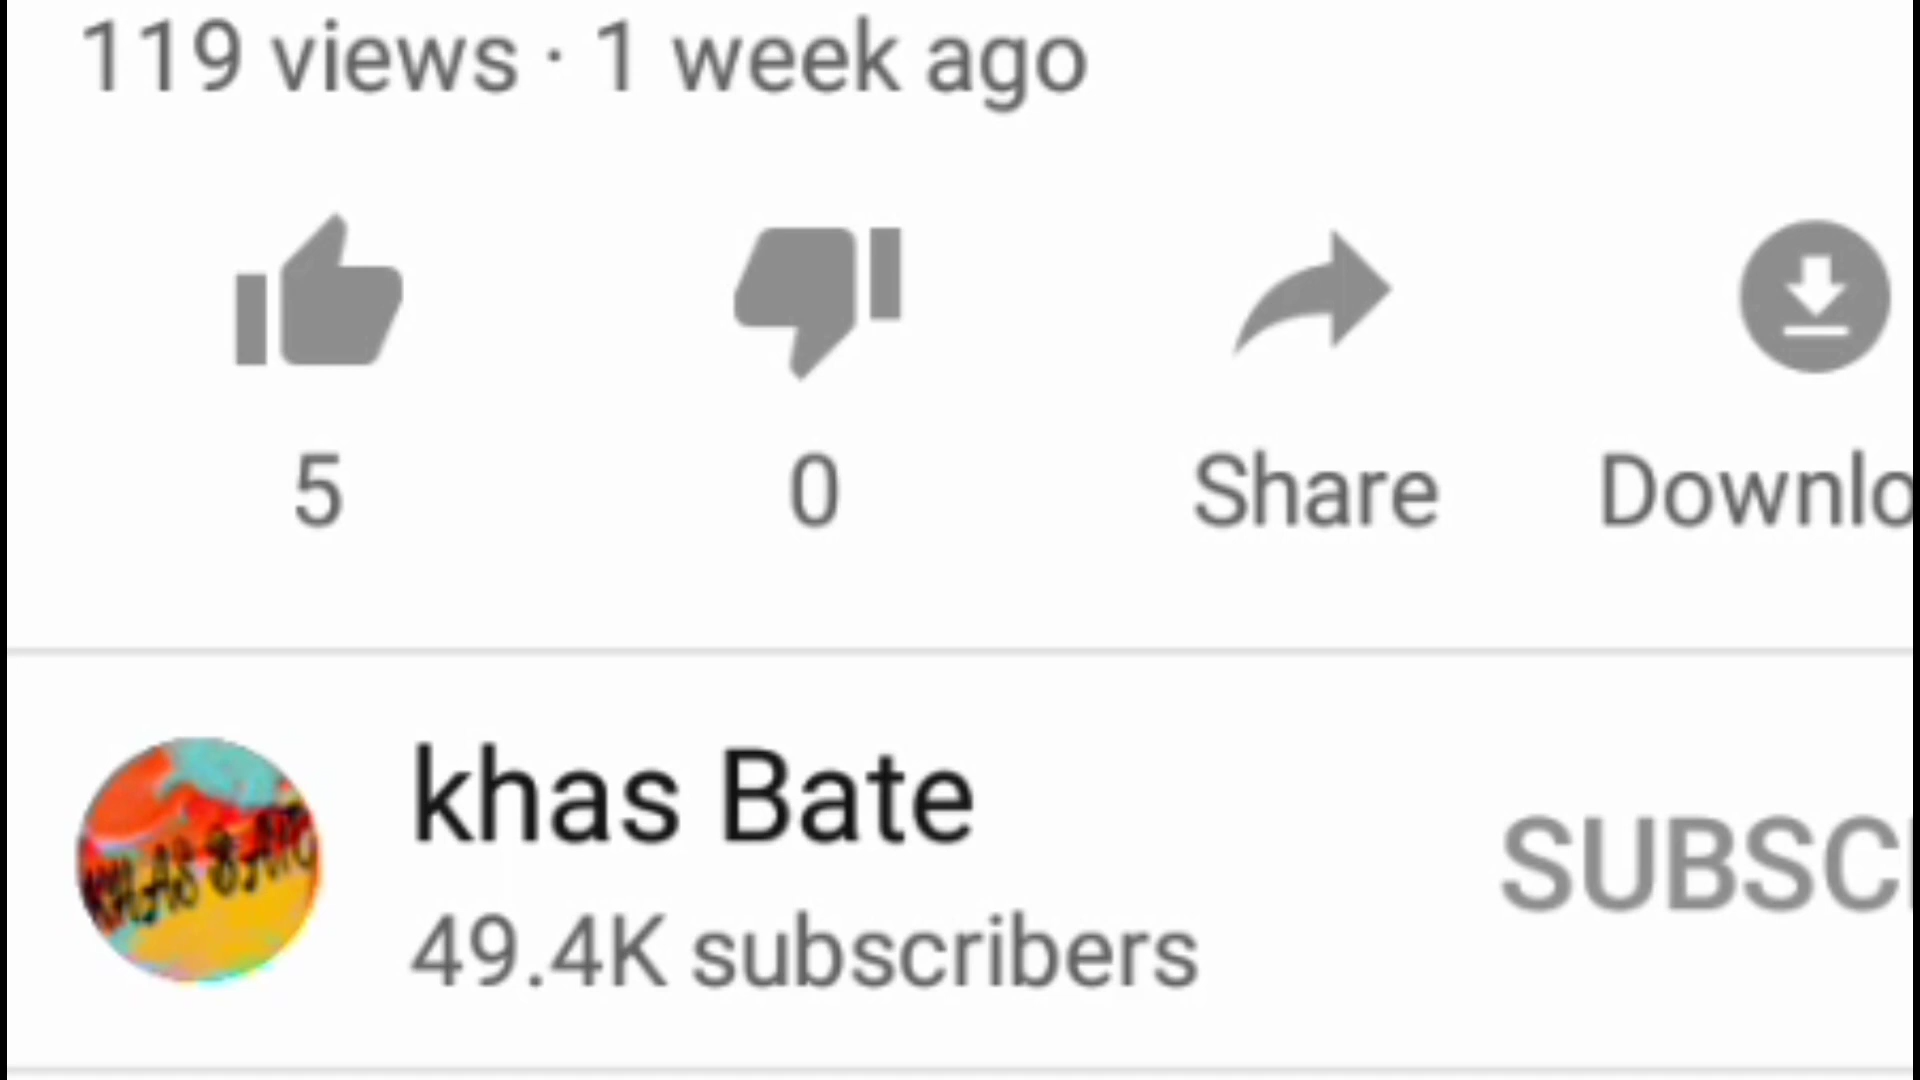 119 views · 1 week ago
5 0 Share Downlo
khas Bate
SUBSC
49.4K subscribers